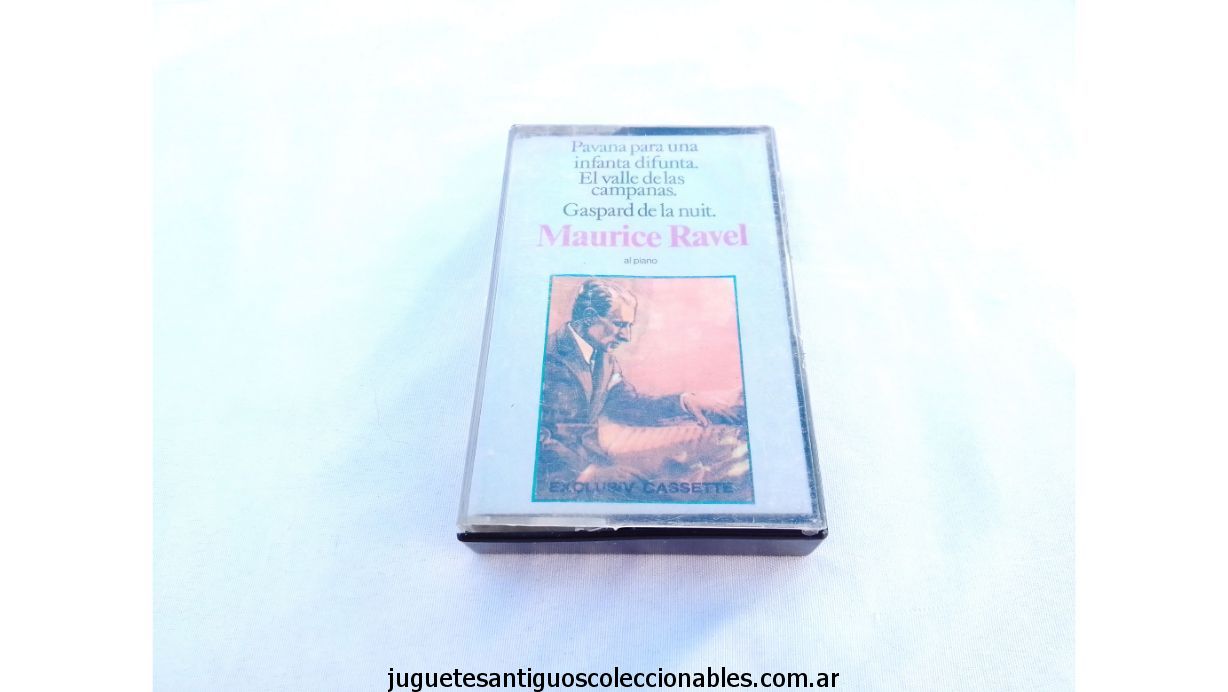 Pavana para una
infanta difunta.
El valle de las
campanas.
Gaspard de la nuit.
Maurice Ravel
al piano
EXCLUSIV CASSETTE
juguetesantiguoscoleccionables.com.ar